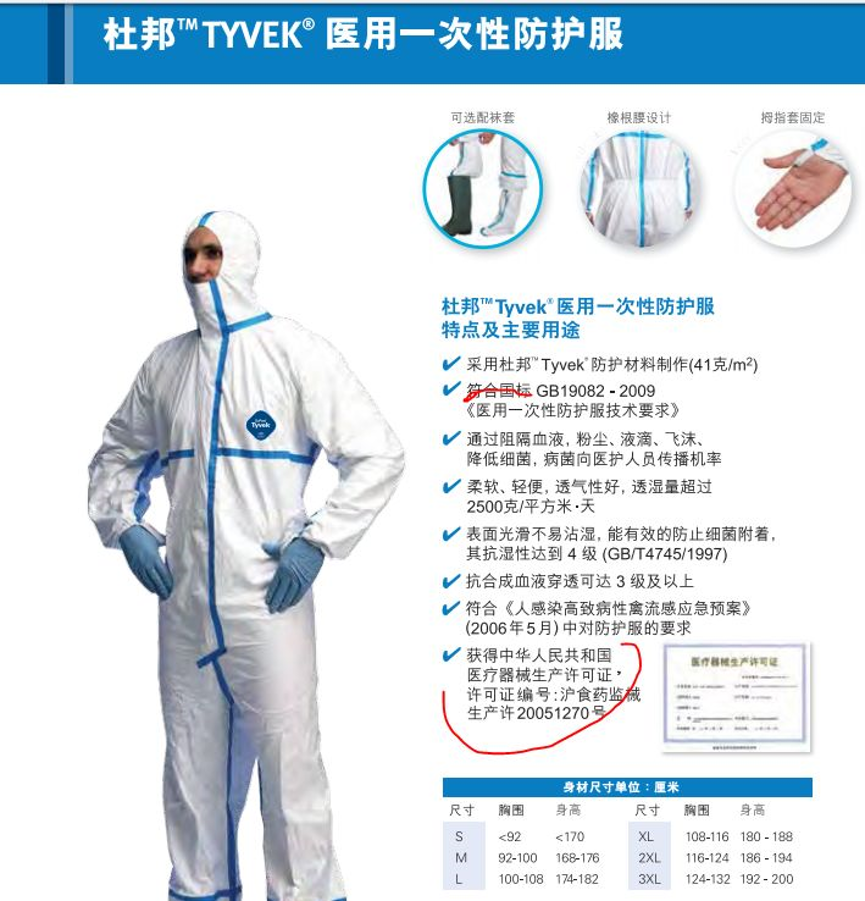 杜邦™ TYVEK® 医用一次性防护服
可选配袜套
橡根腰设计
拇指套固定
杜邦™ Tyvek® 医用一次性防护服
特点及主要用途
采用杜邦™ Tyvek® 防护材料制作(41克/m²)
符合国标 GB19082 - 2009
《医用一次性防护服技术要求》
通过阻隔血液, 粉尘、液滴、飞沫、
降低细菌, 病菌向医护人员传播机率
柔软、轻便, 透气性好, 透湿量超过
2500克/平方米·天
表面光滑不易沾湿, 能有效的防止细菌附着,
其抗湿性达到 4 级 (GB/T4745/1997)
抗合成血液穿透可达 3 级及以上
符合《人感染高致病性禽流感应急预案》
(2006年5月) 中对防护服的要求
获得中华人民共和国
医疗器械生产许可证,
许可证编号:沪食药监械
生产许20051270号
Tyvek
医疗器械生产许可证
身材尺寸单位:厘米
尺寸 胸围 身高 尺寸 胸围 身高
S <92 <170 XL 108-116 180 - 188
M 92-100 168-176 2XL 116-124 186 - 194
L 100-108 174-182 3XL 124-132 192 - 200